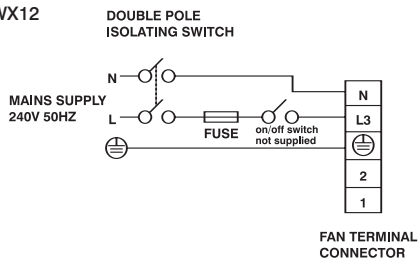 WX12
DOUBLE POLE
ISOLATING SWITCH
N
MAINS SUPPLY
240V 50HZ
L
FUSE
on/off switch
not supplied
N
L3
2
1
FAN TERMINAL
CONNECTOR